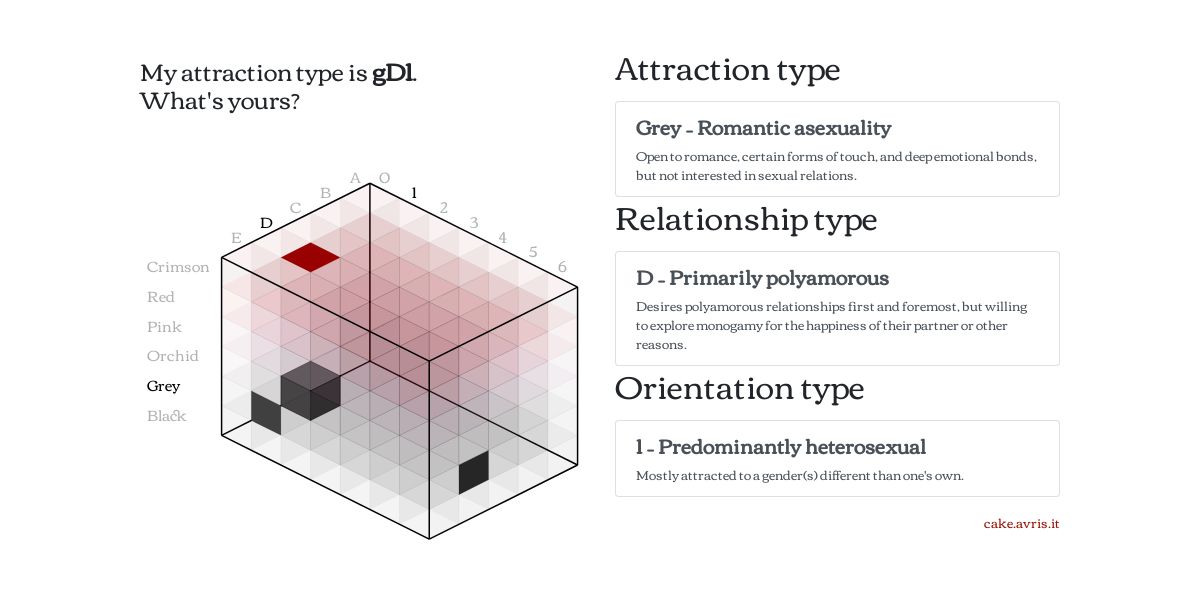 My attraction type is gD1.
What's yours?
A O
B 1
C 2
D 3
E 4
5
6
Crimson
Red
Pink
Orchid
Grey
Black
Attraction type
Grey – Romantic asexuality
Open to romance, certain forms of touch, and deep emotional bonds,
but not interested in sexual relations.
Relationship type
D – Primarily polyamorous
Desires polyamorous relationships first and foremost, but willing
to explore monogamy for the happiness of their partner or other
reasons.
Orientation type
1 – Predominantly heterosexual
Mostly attracted to a gender(s) different than one's own.
cake.avris.it